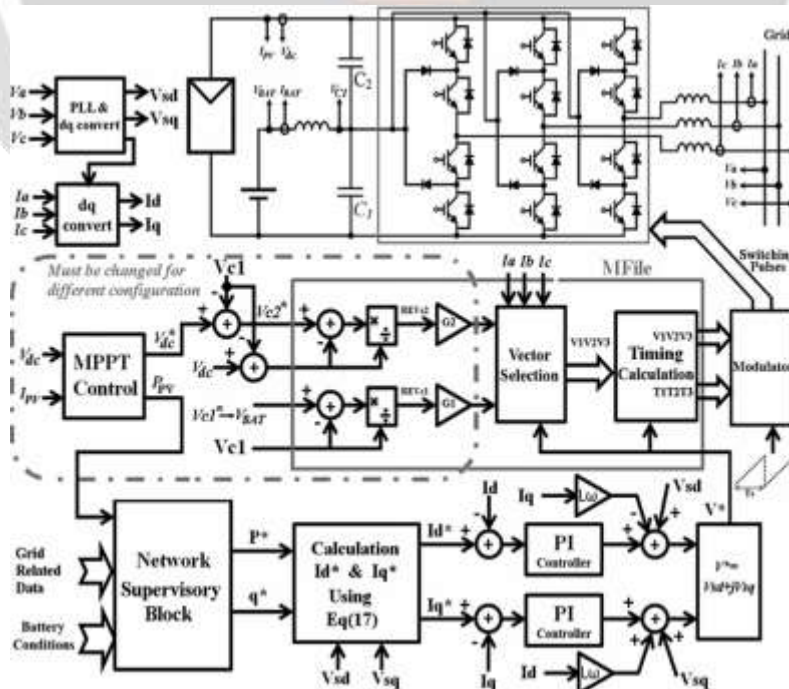 Grid
IPV Vdc
Ic Ib Ia
VBAT IBAT
VC1
C2
Va
Vb
Vc
PLL &
dq convert
Vsd
Vsq
Ia
Ib
Ic
dq
convert
Id
Iq
C1
Va
Vb
Vc
Switching
Pulses
Must be changed for
different configuration
Vc1
Ia Ib Ic
MFile
Vc2*
Vdc*
Vdc
IPV
MPPT
Control
PPV
Vdc
G2
Vector
Selection
V1V2V3
Timing
Calculation
V1V2V3
T1T2T3
Modulator
Vc1*=VBAT
G1
Vc1
Ts
Grid
Related
Data
Battery
Conditions
Network
Supervisory
Block
P*
q*
Calculation
Id* & Iq*
Using
Eq(17)
Vsd Vsq
Id*
Iq*
Id
Iq
L(ω)
Vsd
V*
PI
Controller
PI
Controller
Iq
Id
L(ω)
Vsq